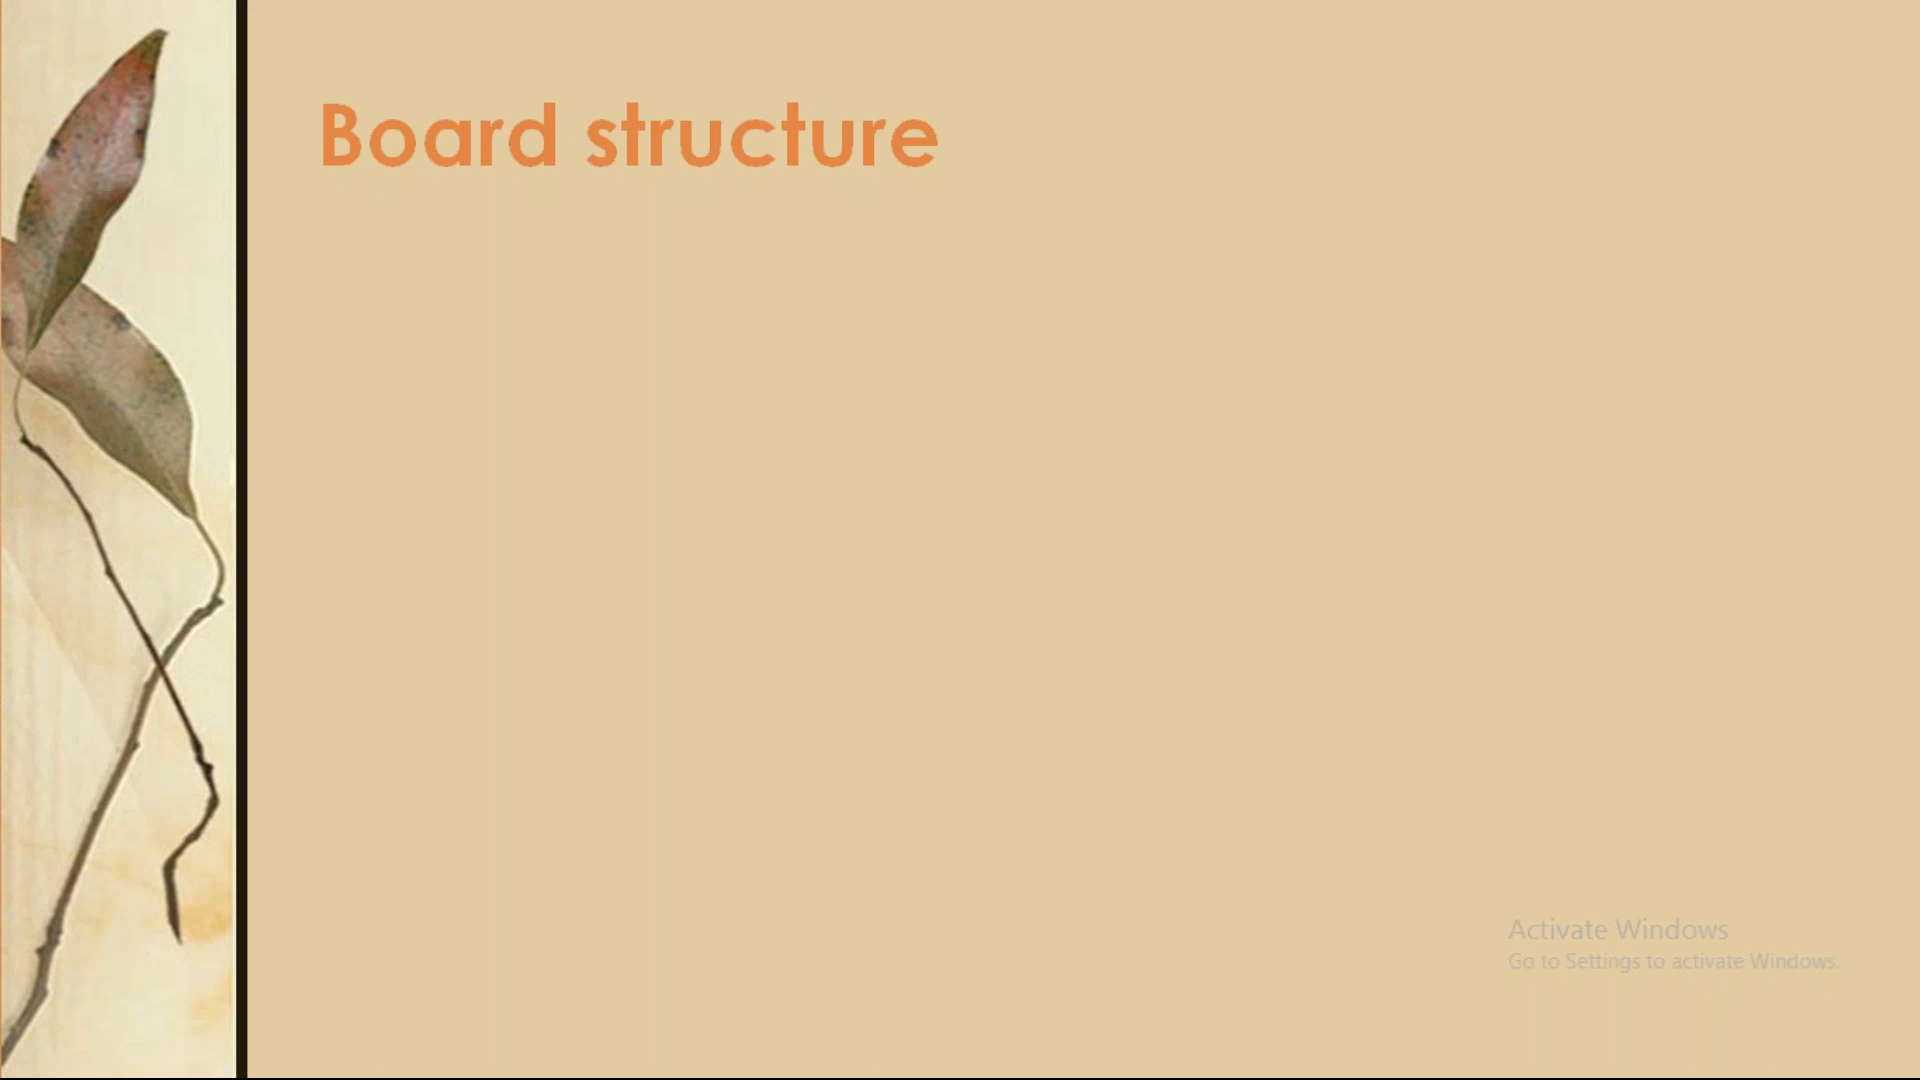 Board structure
Activate Windows
Go to Settings to activate Windows.